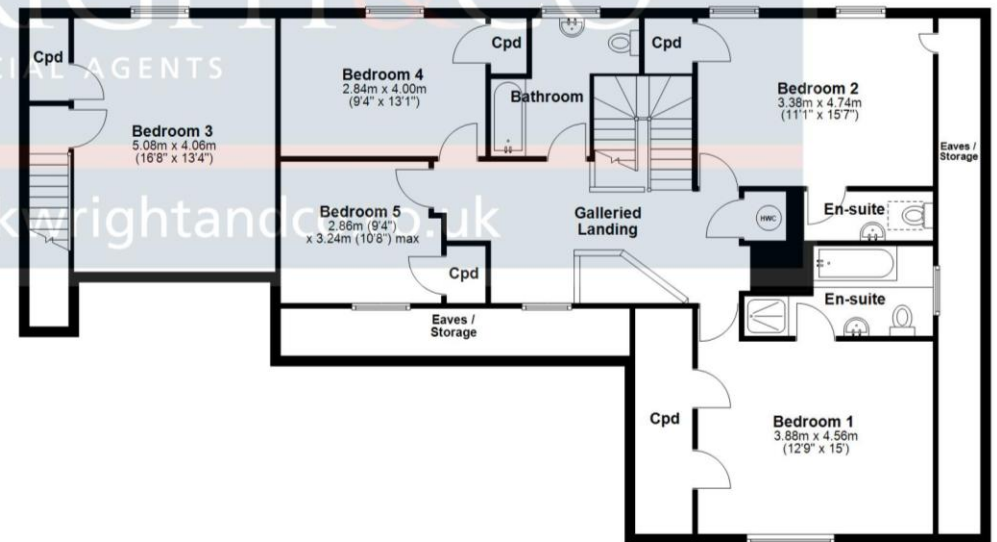 RIGHT&CO
CIAL AGENTS
kwrightandco.co.uk
Cpd
Bedroom 3
5.08m x 4.06m
(16'8" x 13'4")
Bedroom 4
2.84m x 4.00m
(9'4" x 13'1")
Cpd
Bathroom
Cpd
Bedroom 2
3.38m x 4.74m
(11'1" x 15'7")
Eaves /
Storage
Bedroom 5
2.86m (9'4")
x 3.24m (10'8") max
Cpd
Galleried
Landing
HWC
En-suite
En-suite
Eaves /
Storage
Cpd
Bedroom 1
3.88m x 4.56m
(12'9" x 15')